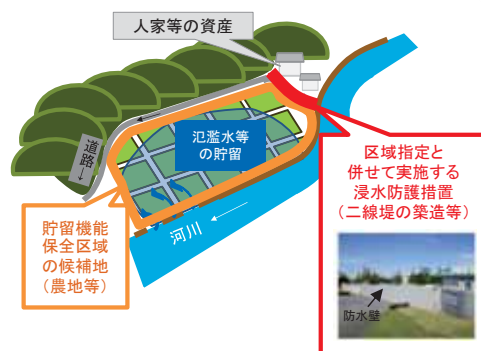 人家等の資産
道路
氾濫水等
の貯留
河川
貯留機能
保全区域
の候補地
(農地等)
区域指定と
併せて実施する
浸水防護措置
(二線堤の築造等)
防水壁